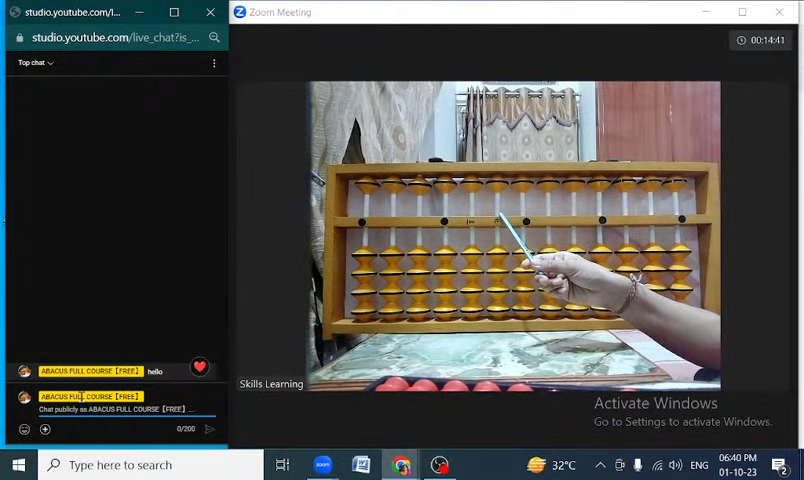 studio.youtube.com/l...
studio.youtube.com/live_chat?is_...
Top chat
ABACUS FULL COURSE【FREE】 hello
ABACUS FULL COURSE【FREE】
Chat publicly as ABACUS FULL COURSE【FREE】...
0/200
Zoom Meeting
00:14:41
100
Skills Learning
Activate Windows
Go to Settings to activate Windows.
Type here to search
32°C
ENG
06:40 PM
01-10-23
2